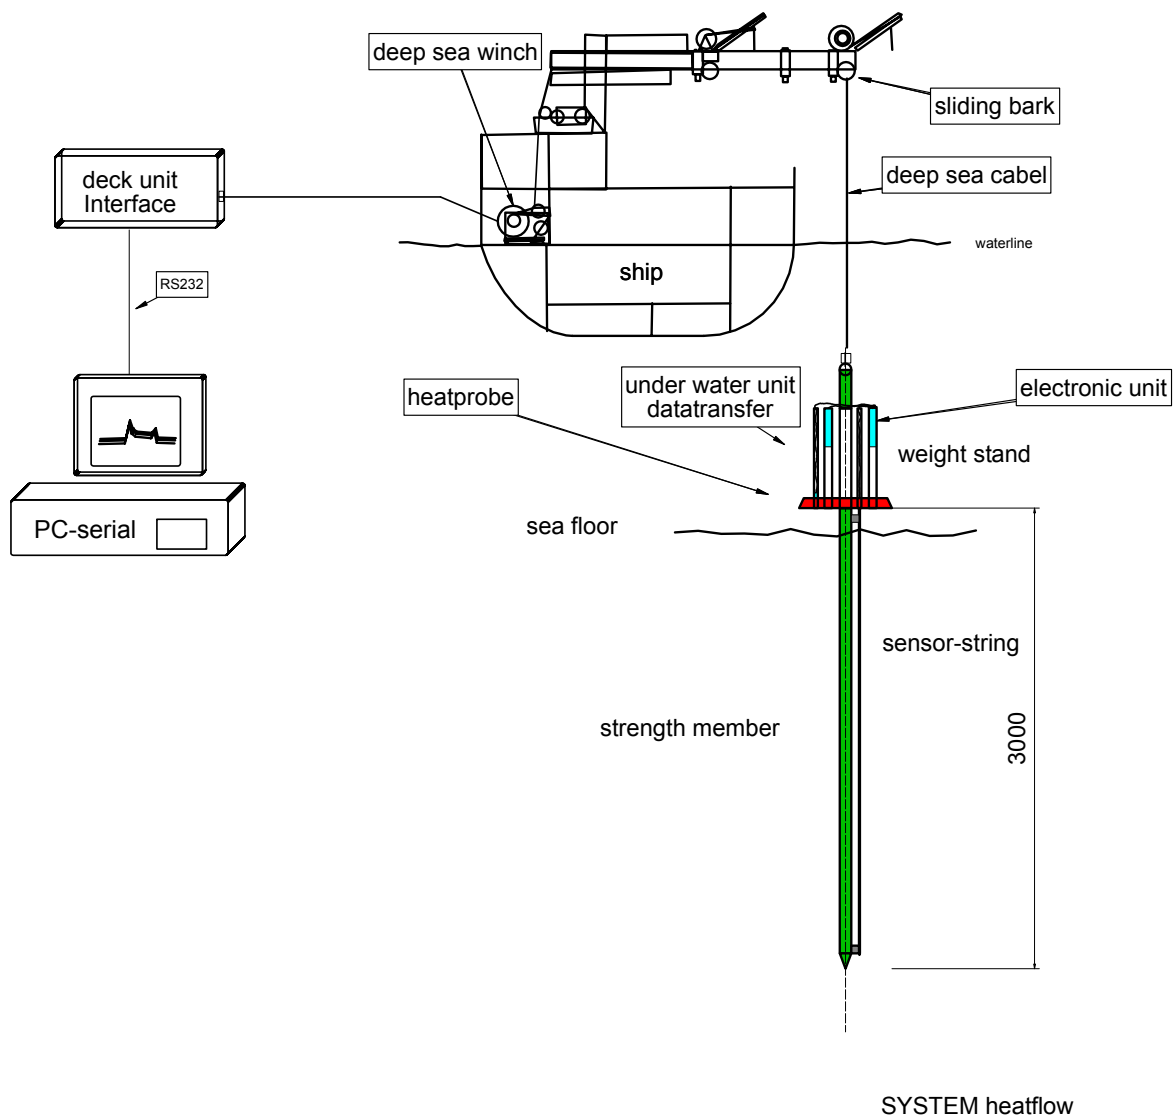 deep sea winch
sliding bark
deck unit
Interface
deep sea cabel
waterline
ship
RS232
heatprobe
under water unit
datatransfer
electronic unit
weight stand
PC-serial
sea floor
sensor-string
strength member
3000
SYSTEM heatflow